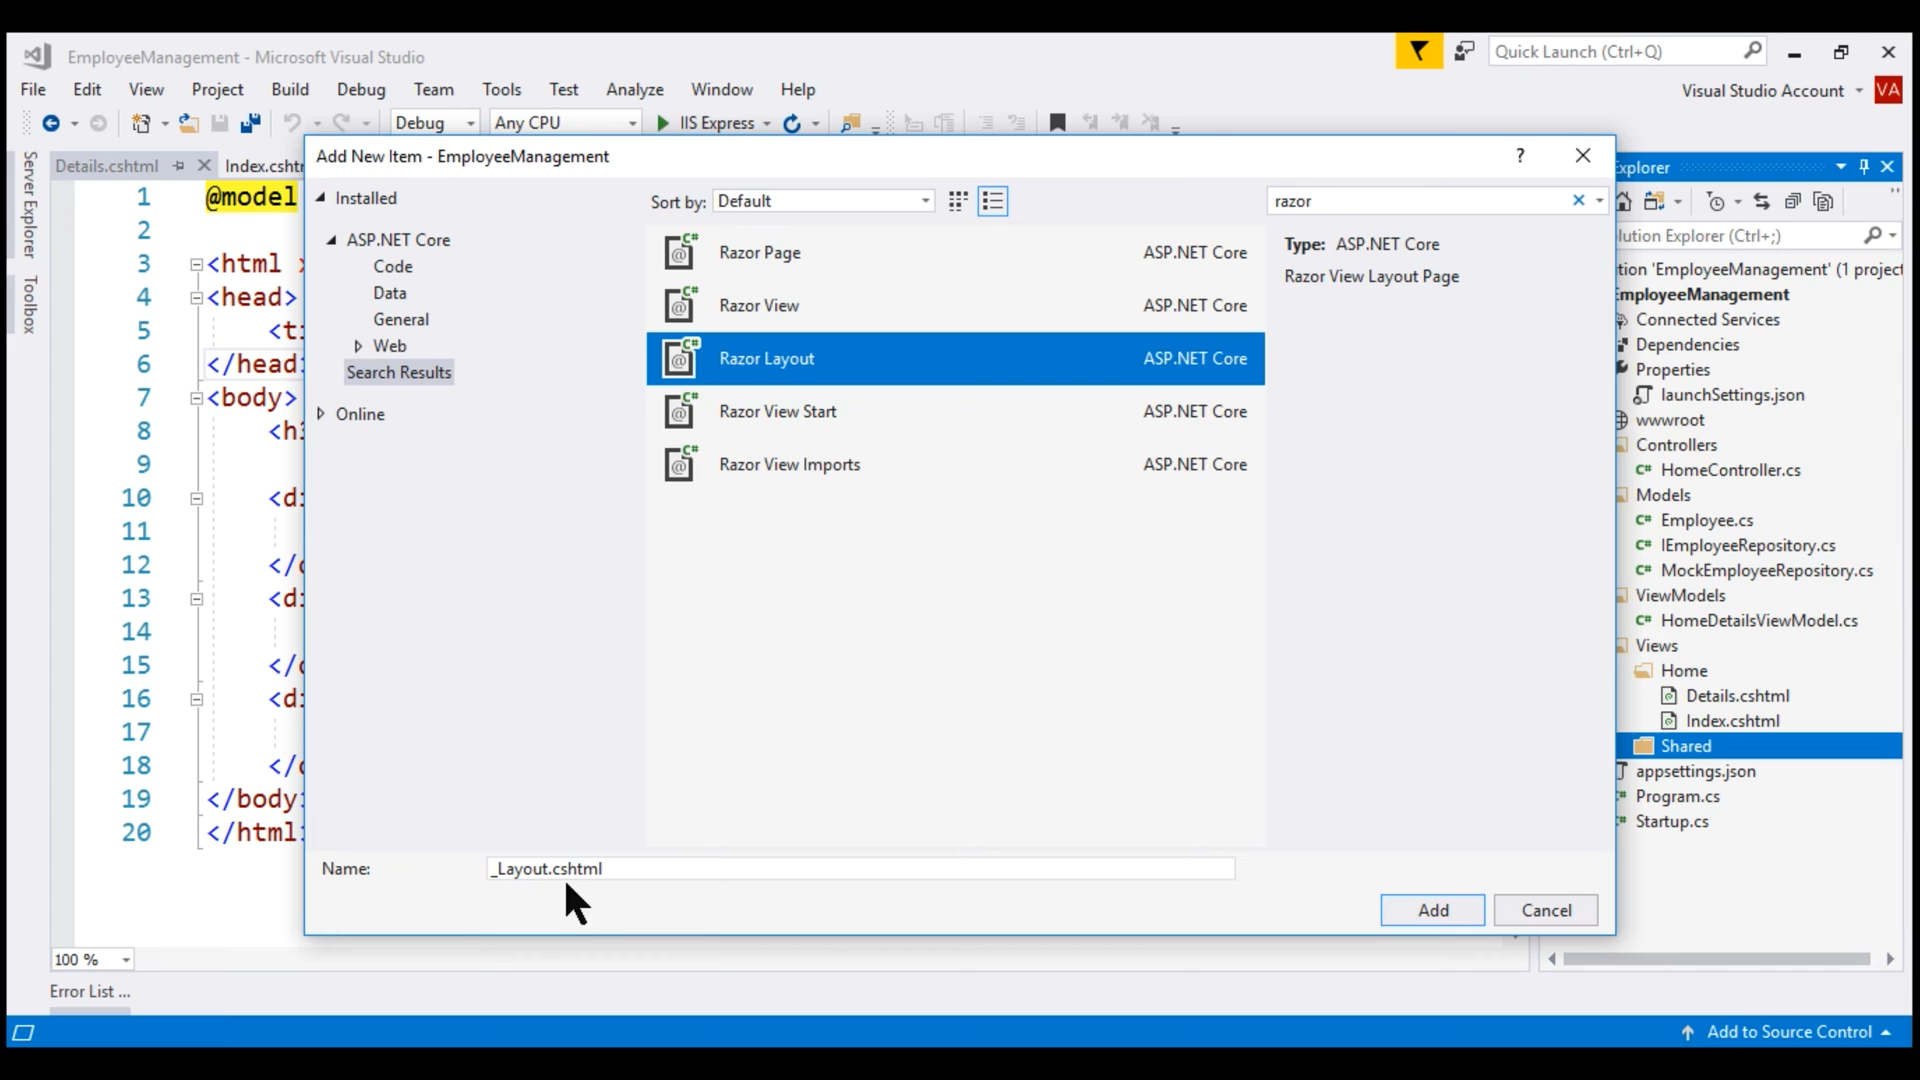 EmployeeManagement - Microsoft Visual Studio
Quick Launch (Ctrl+Q)
File Edit View Project Build Debug Team Tools Test Analyze Window Help
Visual Studio Account VA
Debug Any CPU IIS Express
Details.cshtml Index.cshtm
Server Explorer
Toolbox
1 @model
2
3 <html x
4 <head>
5 <ti
6 </head>
7 <body>
8 <h3
9
10 <di
11
12 </d
13 <di
14
15 </d
16 <di
17
18 </d
19 </body>
20 </html>
100 %
Error List ...
Add New Item - EmployeeManagement
?
Installed
ASP.NET Core
Code
Data
General
Web
Search Results
Online
Sort by: Default
Razor Page ASP.NET Core
Razor View ASP.NET Core
Razor Layout ASP.NET Core
Razor View Start ASP.NET Core
Razor View Imports ASP.NET Core
razor
Type: ASP.NET Core
Razor View Layout Page
Name: _Layout.cshtml
Add Cancel
Explorer
lution Explorer (Ctrl+;)
tion 'EmployeeManagement' (1 project
mployeeManagement
Connected Services
Dependencies
Properties
launchSettings.json
wwwroot
Controllers
C# HomeController.cs
Models
C# Employee.cs
C# IEmployeeRepository.cs
C# MockEmployeeRepository.cs
ViewModels
C# HomeDetailsViewModel.cs
Views
Home
Details.cshtml
Index.cshtml
Shared
appsettings.json
Program.cs
Startup.cs
Add to Source Control